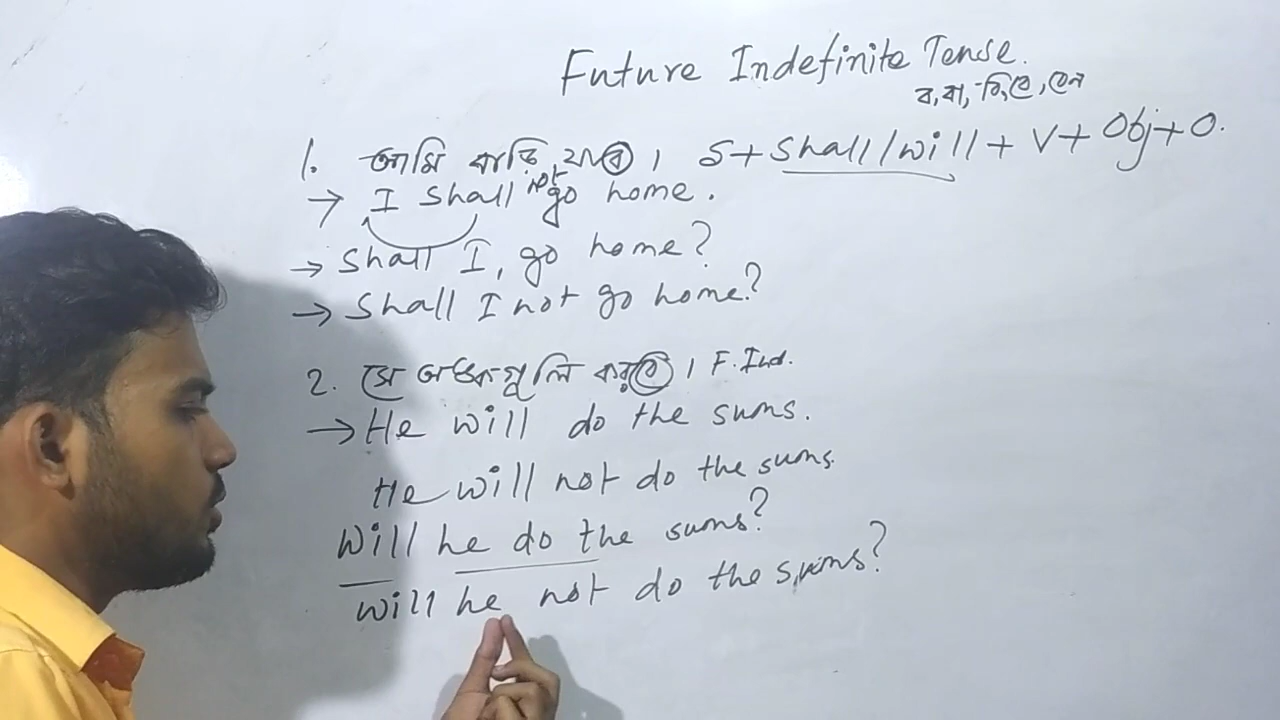 Future Indefinite Tense.
ব, বা, বি, বে, বেন
1. আমি বাড়ি যাব। S + Shall/will + V + Obj + O.
→ I shall not go home.
→ Shall I, go home?
→ Shall I not go home?
2. সে অঙ্কগুলি করবে। F. Ind.
→ He will do the sums.
He will not do the sums.
Will he do the sums?
Will he not do the sums?